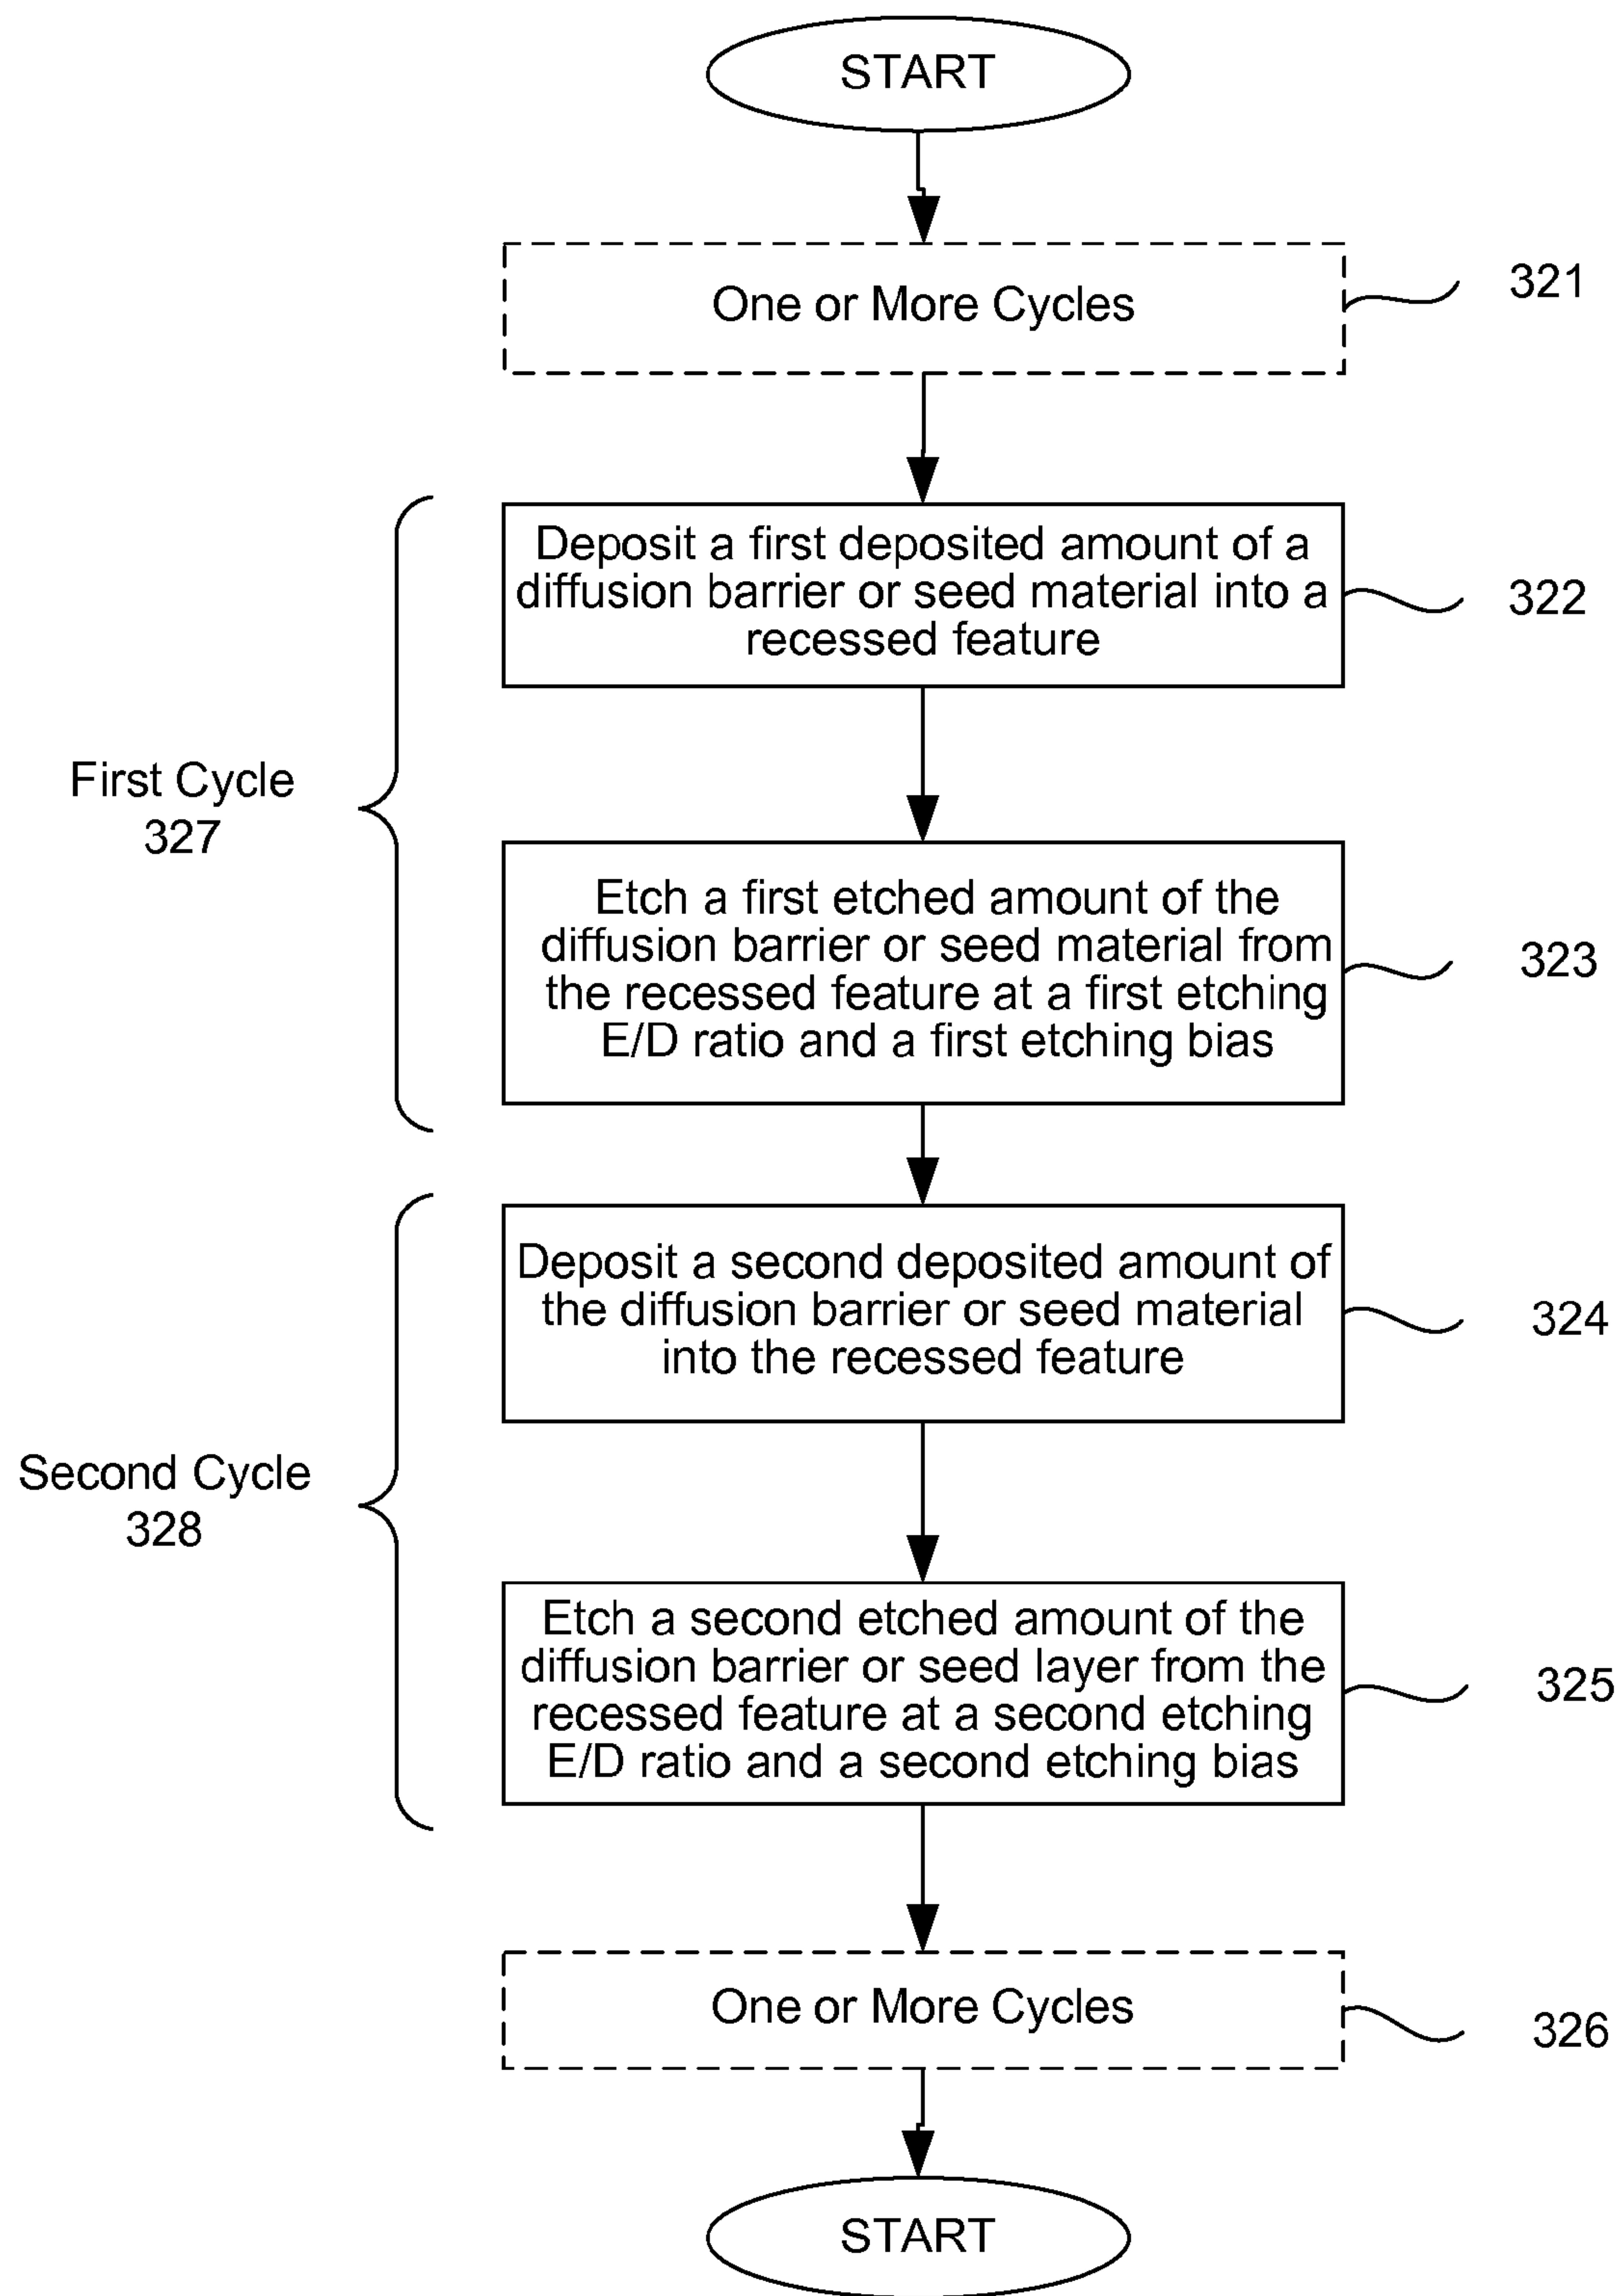 START
One or More Cycles
321
Deposit a first deposited amount of a
diffusion barrier or seed material into a
recessed feature
322
First Cycle
327
Etch a first etched amount of the
diffusion barrier or seed material from
the recessed feature at a first etching
E/D ratio and a first etching bias
323
Deposit a second deposited amount of
the diffusion barrier or seed material
into the recessed feature
324
Second Cycle
328
Etch a second etched amount of the
diffusion barrier or seed layer from the
recessed feature at a second etching
E/D ratio and a second etching bias
325
One or More Cycles
326
START